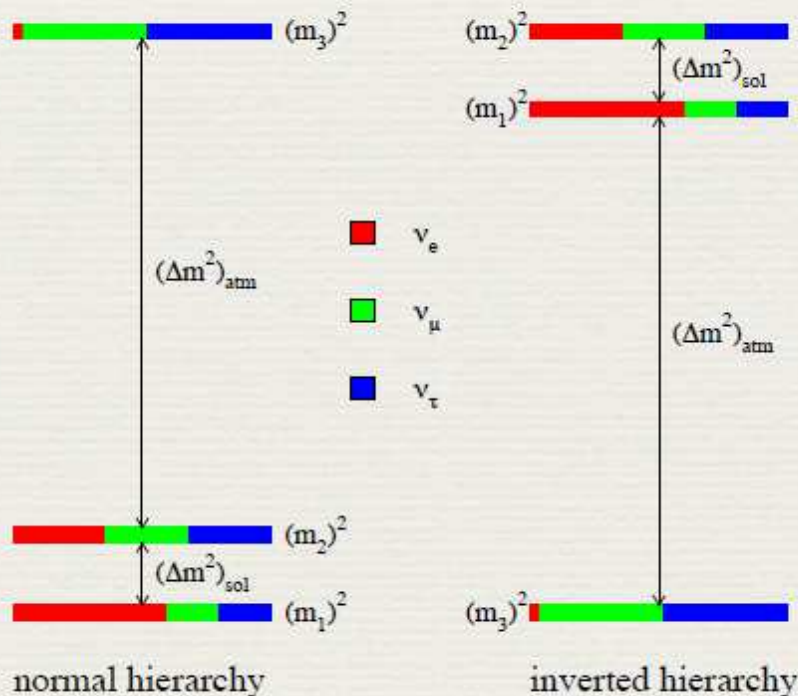 (m₃)² (m₂)²
(Δm²)sol
(m₁)²
νe
(Δm²)atm
νμ
(Δm²)atm
ντ
(m₂)²
(Δm²)sol
(m₁)² (m₃)²
normal hierarchy inverted hierarchy